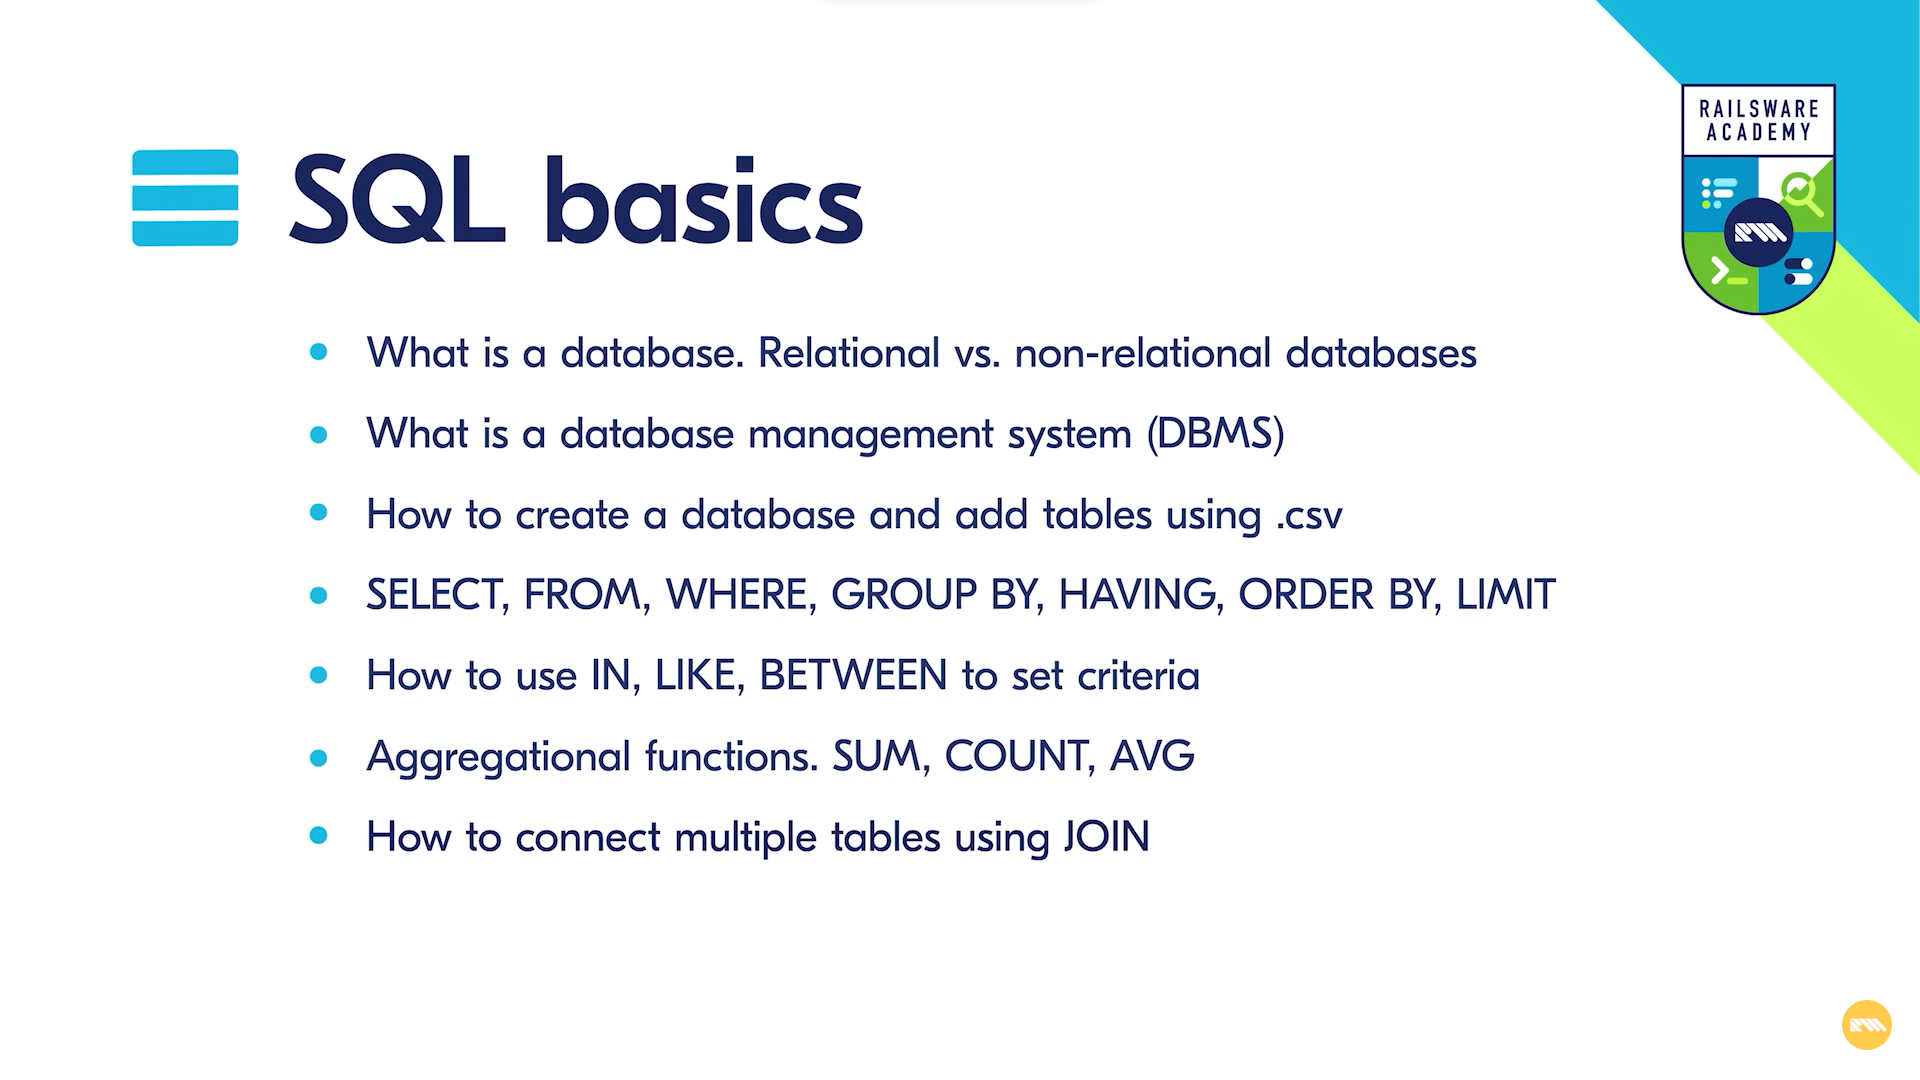 RAILSWARE
ACADEMY
SQL basics
What is a database. Relational vs. non-relational databases
What is a database management system (DBMS)
How to create a database and add tables using .csv
SELECT, FROM, WHERE, GROUP BY, HAVING, ORDER BY, LIMIT
How to use IN, LIKE, BETWEEN to set criteria
Aggregational functions. SUM, COUNT, AVG
How to connect multiple tables using JOIN